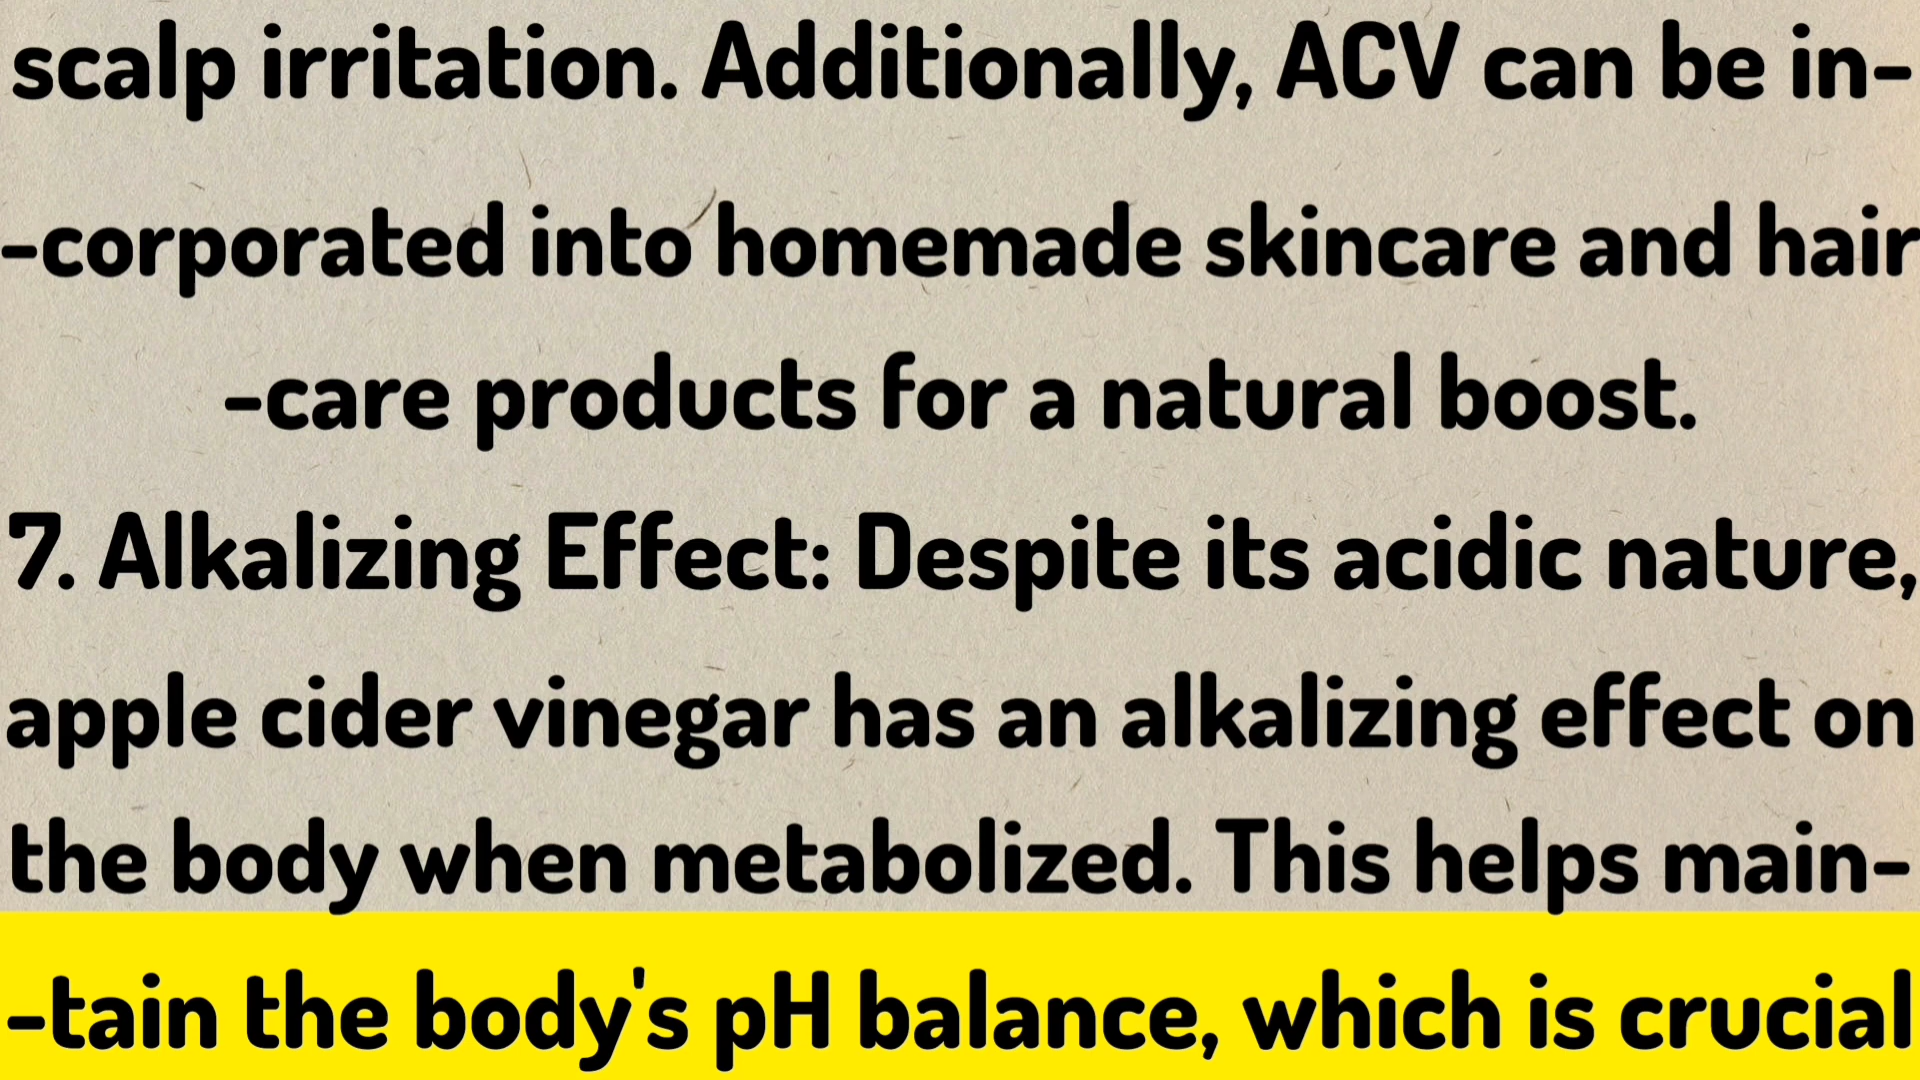 scalp irritation. Additionally, ACV can be in-
-corporated into homemade skincare and hair
-care products for a natural boost.
7. Alkalizing Effect: Despite its acidic nature,
apple cider vinegar has an alkalizing effect on
the body when metabolized. This helps main-
-tain the body's pH balance, which is crucial